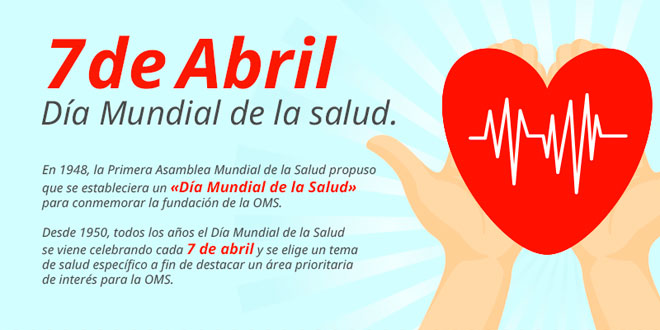 7 de Abril
Día Mundial de la salud.
En 1948, la Primera Asamblea Mundial de la Salud propuso
que se estableciera un «Día Mundial de la Salud»
para conmemorar la fundación de la OMS.
Desde 1950, todos los años el Día Mundial de la Salud
se viene celebrando cada 7 de abril y se elige un tema
de salud específico a fin de destacar un área prioritaria
de interés para la OMS.